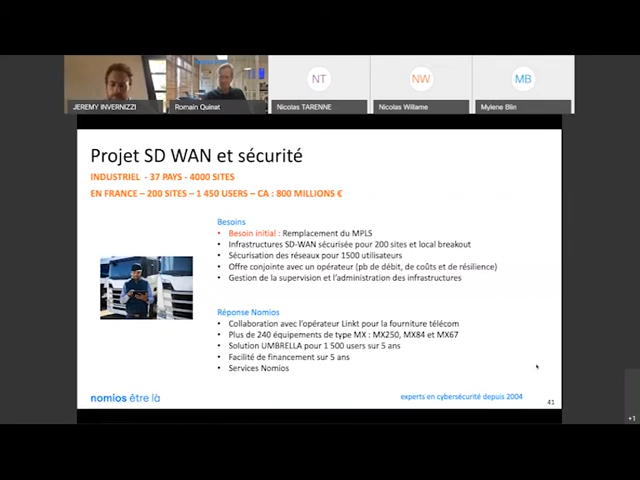 NT
NW
MB
JEREMY INVERNIZZI
Romain Quinat
Nicolas TARENNE
Nicolas Willame
Mylene Blin
Projet SD WAN et sécurité
INDUSTRIEL - 37 PAYS - 4000 SITES
EN FRANCE – 200 SITES – 1 450 USERS – CA : 800 MILLIONS €
Besoins
• Besoin initial : Remplacement du MPLS
• Infrastructures SD-WAN sécurisée pour 200 sites et local breakout
• Sécurisation des réseaux pour 1500 utilisateurs
• Offre conjointe avec un opérateur (pb de débit, de coûts et de résilience)
• Gestion de la supervision et l'administration des infrastructures
Réponse Nomios
• Collaboration avec l'opérateur Linkt pour la fourniture télécom
• Plus de 240 équipements de type MX : MX250, MX84 et MX67
• Solution UMBRELLA pour 1 500 users sur 5 ans
• Facilité de financement sur 5 ans
• Services Nomios
nomios être là
experts en cybersécurité depuis 2004
41
+1